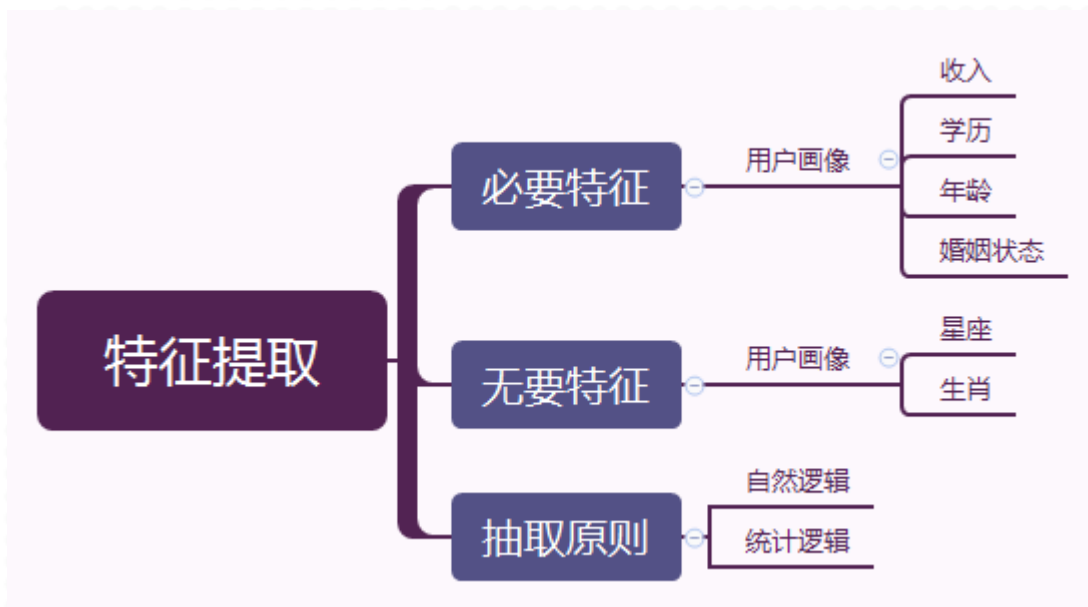 特征提取
必要特征
用户画像
收入
学历
年龄
婚姻状态
无要特征
用户画像
星座
生肖
抽取原则
自然逻辑
统计逻辑